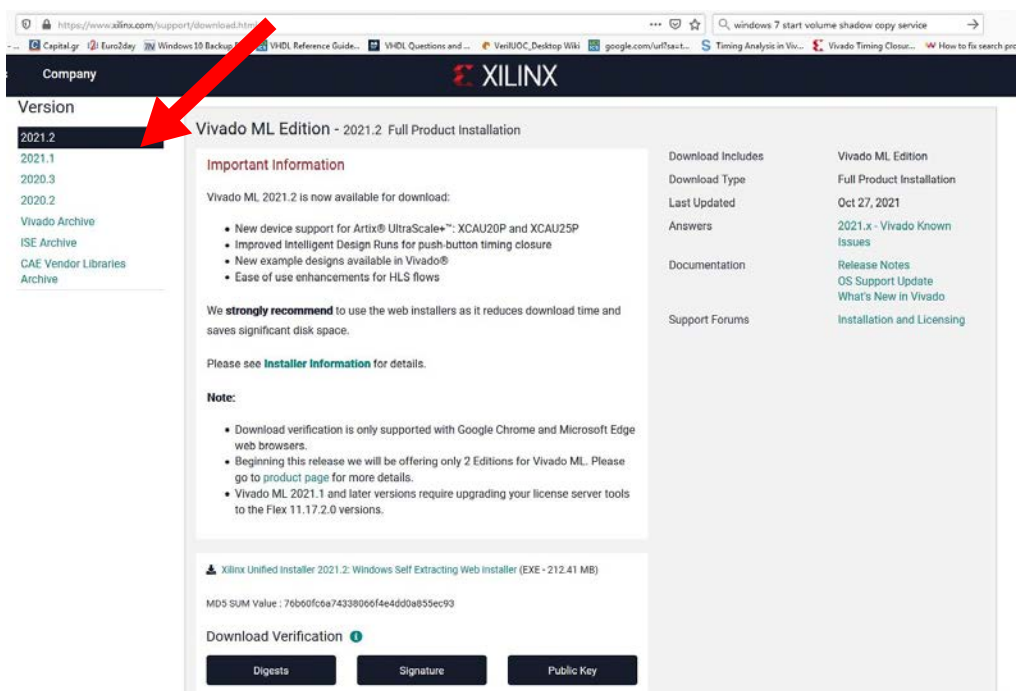 https://www.xilinx.com/support/download.html
windows 7 start volume shadow copy service
Capital.gr Euro2day Windows 10 Backup VHDL Reference Guide... VHDL Questions and ... VeriIUOC_Desktop Wiki google.com/url?sa=t... Timing Analysis in Viv... Vivado Timing Closur... How to fix search pro
Company
XILINX
Version
2021.2
2021.1
2020.3
2020.2
Vivado Archive
ISE Archive
CAE Vendor Libraries
Archive
Vivado ML Edition - 2021.2 Full Product Installation
Important Information
Vivado ML 2021.2 is now available for download:
• New device support for Artix® UltraScale+™: XCAU20P and XCAU25P
• Improved Intelligent Design Runs for push-button timing closure
• New example designs available in Vivado®
• Ease of use enhancements for HLS flows
We strongly recommend to use the web installers as it reduces download time and
saves significant disk space.
Please see Installer Information for details.
Note:
• Download verification is only supported with Google Chrome and Microsoft Edge
web browsers.
• Beginning this release we will be offering only 2 Editions for Vivado ML. Please
go to product page for more details.
• Vivado ML 2021.1 and later versions require upgrading your license server tools
to the Flex 11.17.2.0 versions.
Download Includes Vivado ML Edition
Download Type Full Product Installation
Last Updated Oct 27, 2021
Answers 2021.x - Vivado Known
Issues
Documentation Release Notes
OS Support Update
What's New in Vivado
Support Forums Installation and Licensing
Xilinx Unified Installer 2021.2: Windows Self Extracting Web Installer (EXE - 212.41 MB)
MD5 SUM Value : 76b60fc6a74338066f4e4dd0a855ec93
Download Verification
Digests Signature Public Key